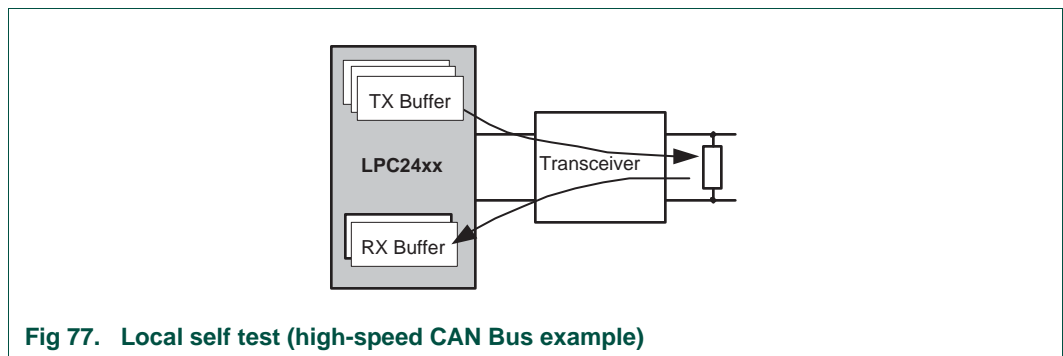 TX Buffer
LPC24xx
Transceiver
RX Buffer
Fig 77. Local self test (high-speed CAN Bus example)